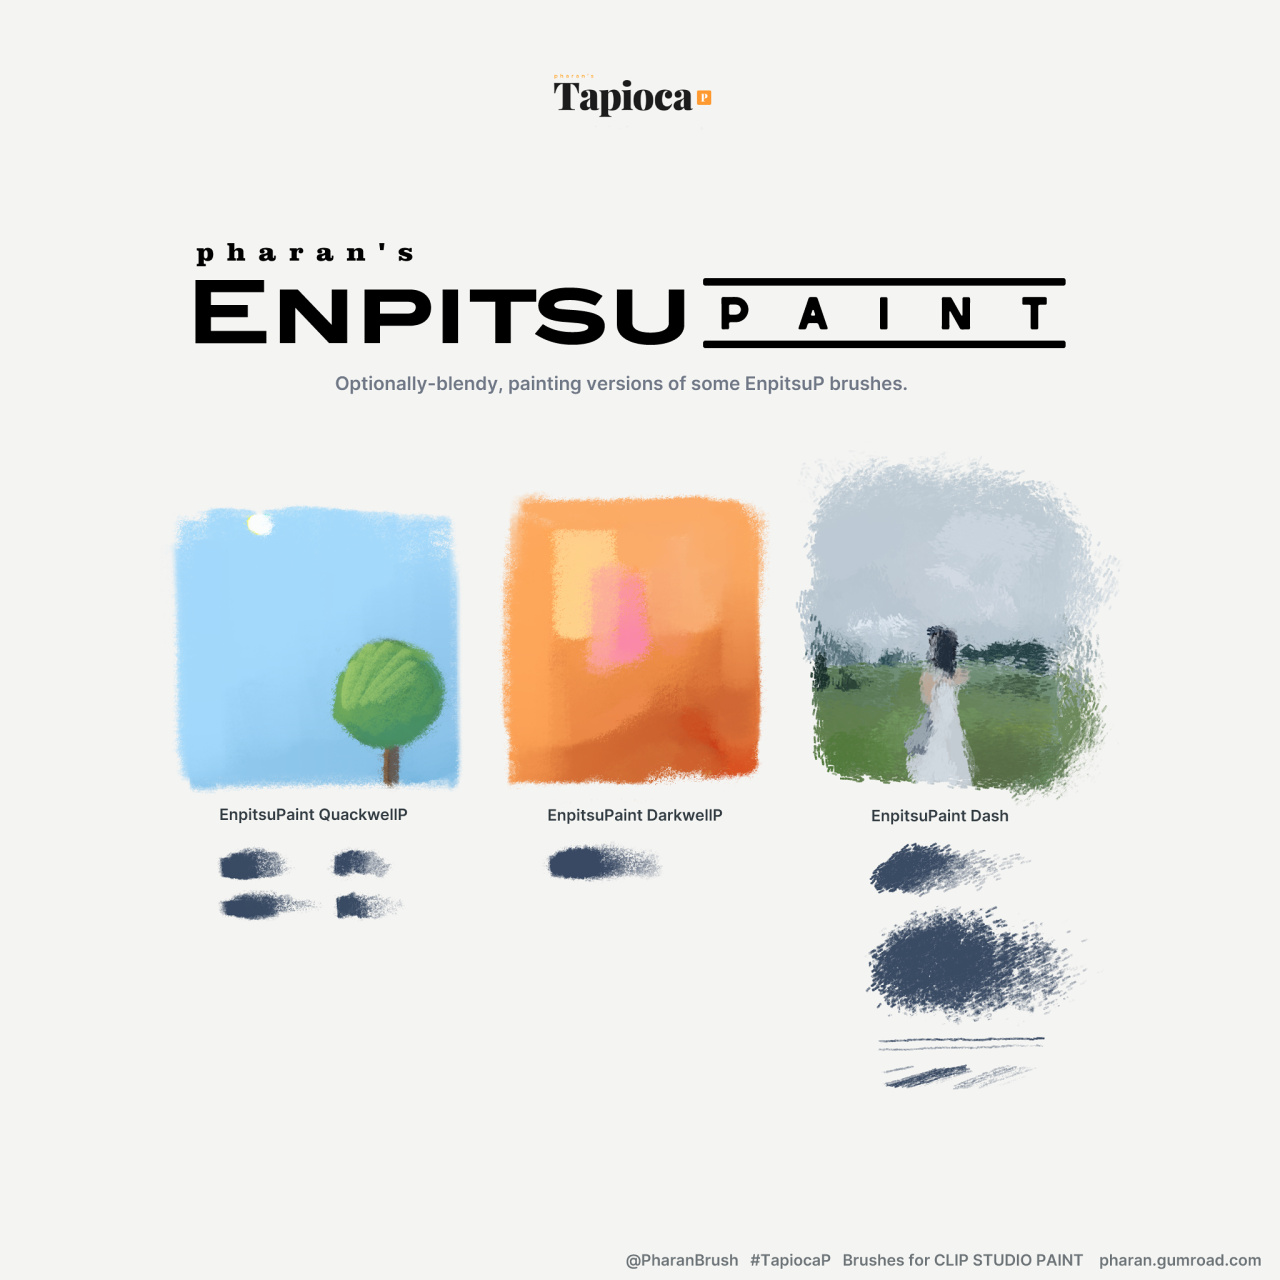 pharan's
Tapioca P
pharan's
ENPITSU PAINT
Optionally-blendy, painting versions of some EnpitsuP brushes.
EnpitsuPaint QuackwellP
EnpitsuPaint DarkwellP
EnpitsuPaint Dash
@PharanBrush #TapiocaP Brushes for CLIP STUDIO PAINT pharan.gumroad.com